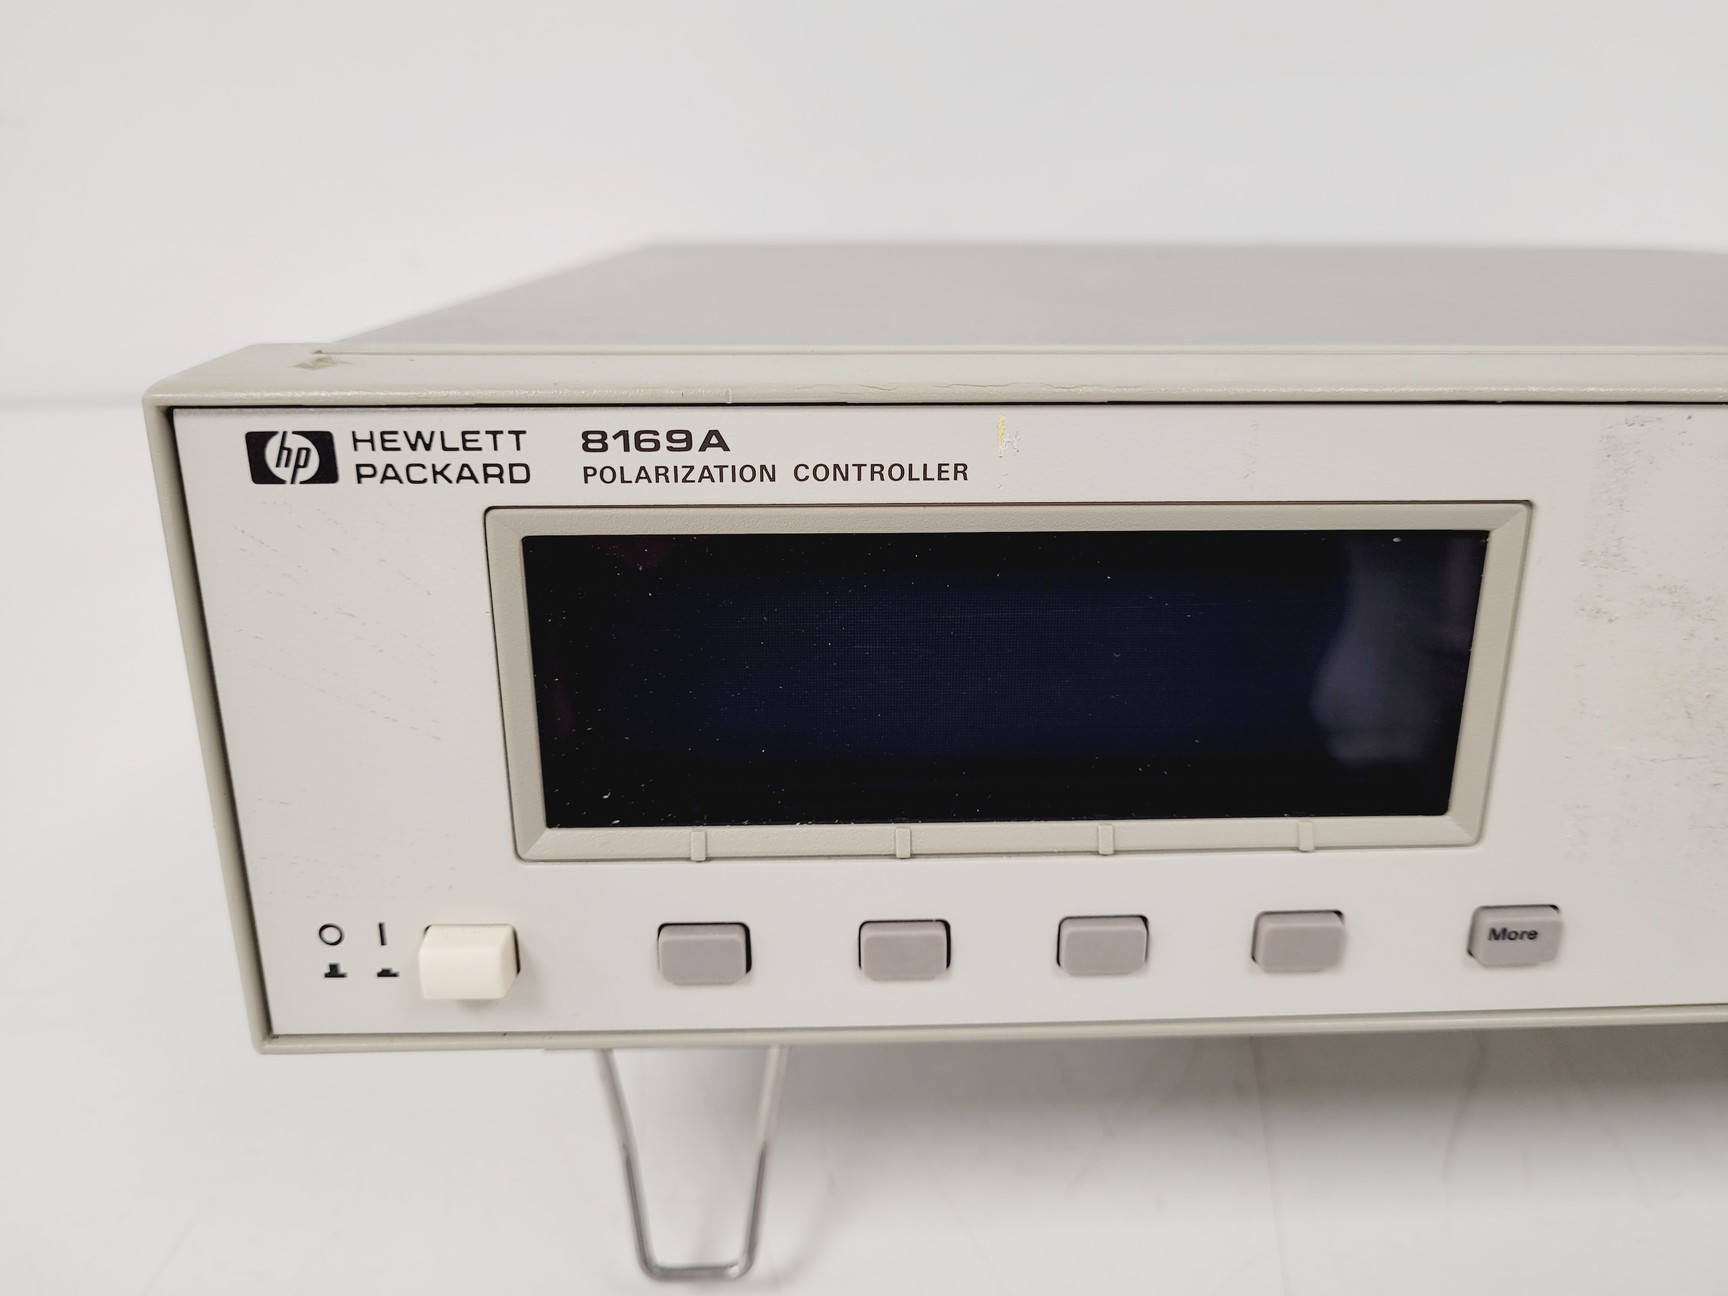 hp HEWLETT
PACKARD
8169A
POLARIZATION CONTROLLER
O I
More